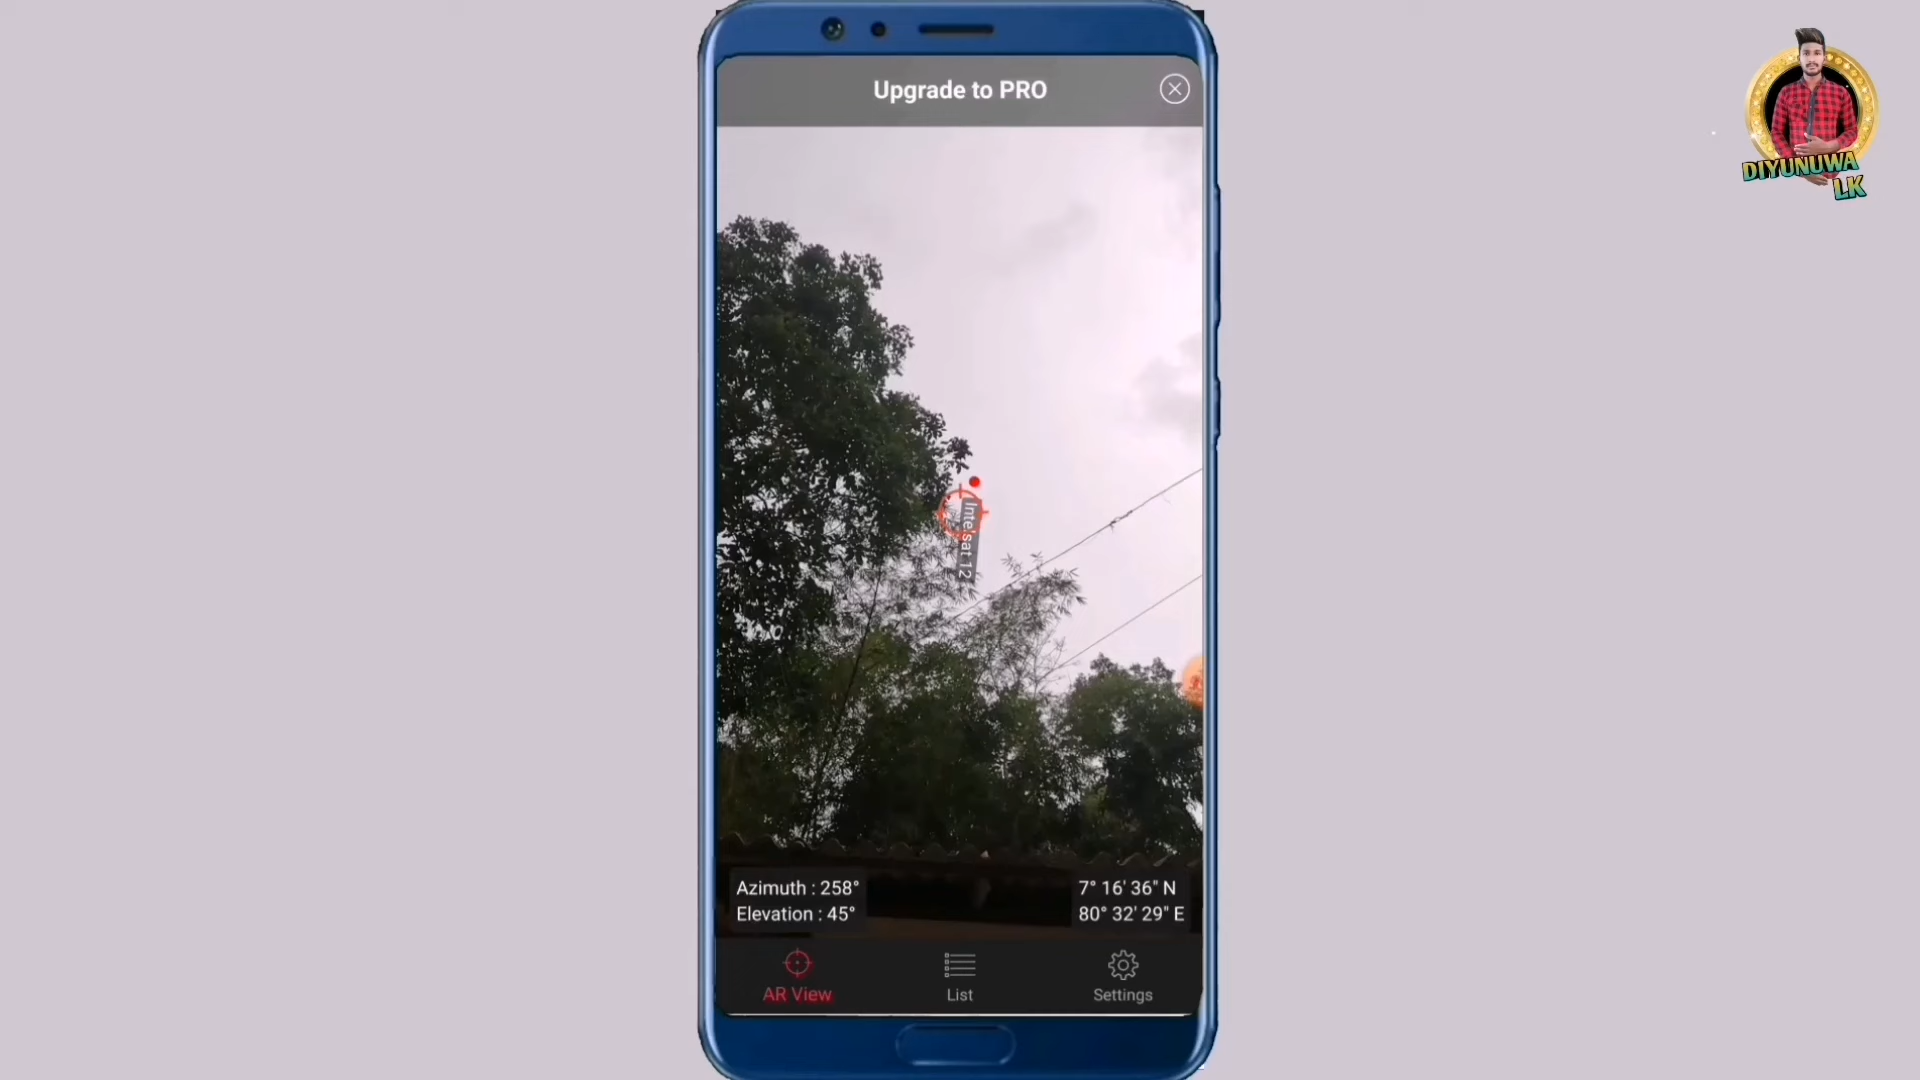 Upgrade to PRO
DIYUNUWA
LK
Intelsat 12
Azimuth : 258°
Elevation : 45°
7° 16' 36" N
80° 32' 29" E
AR View
List
Settings